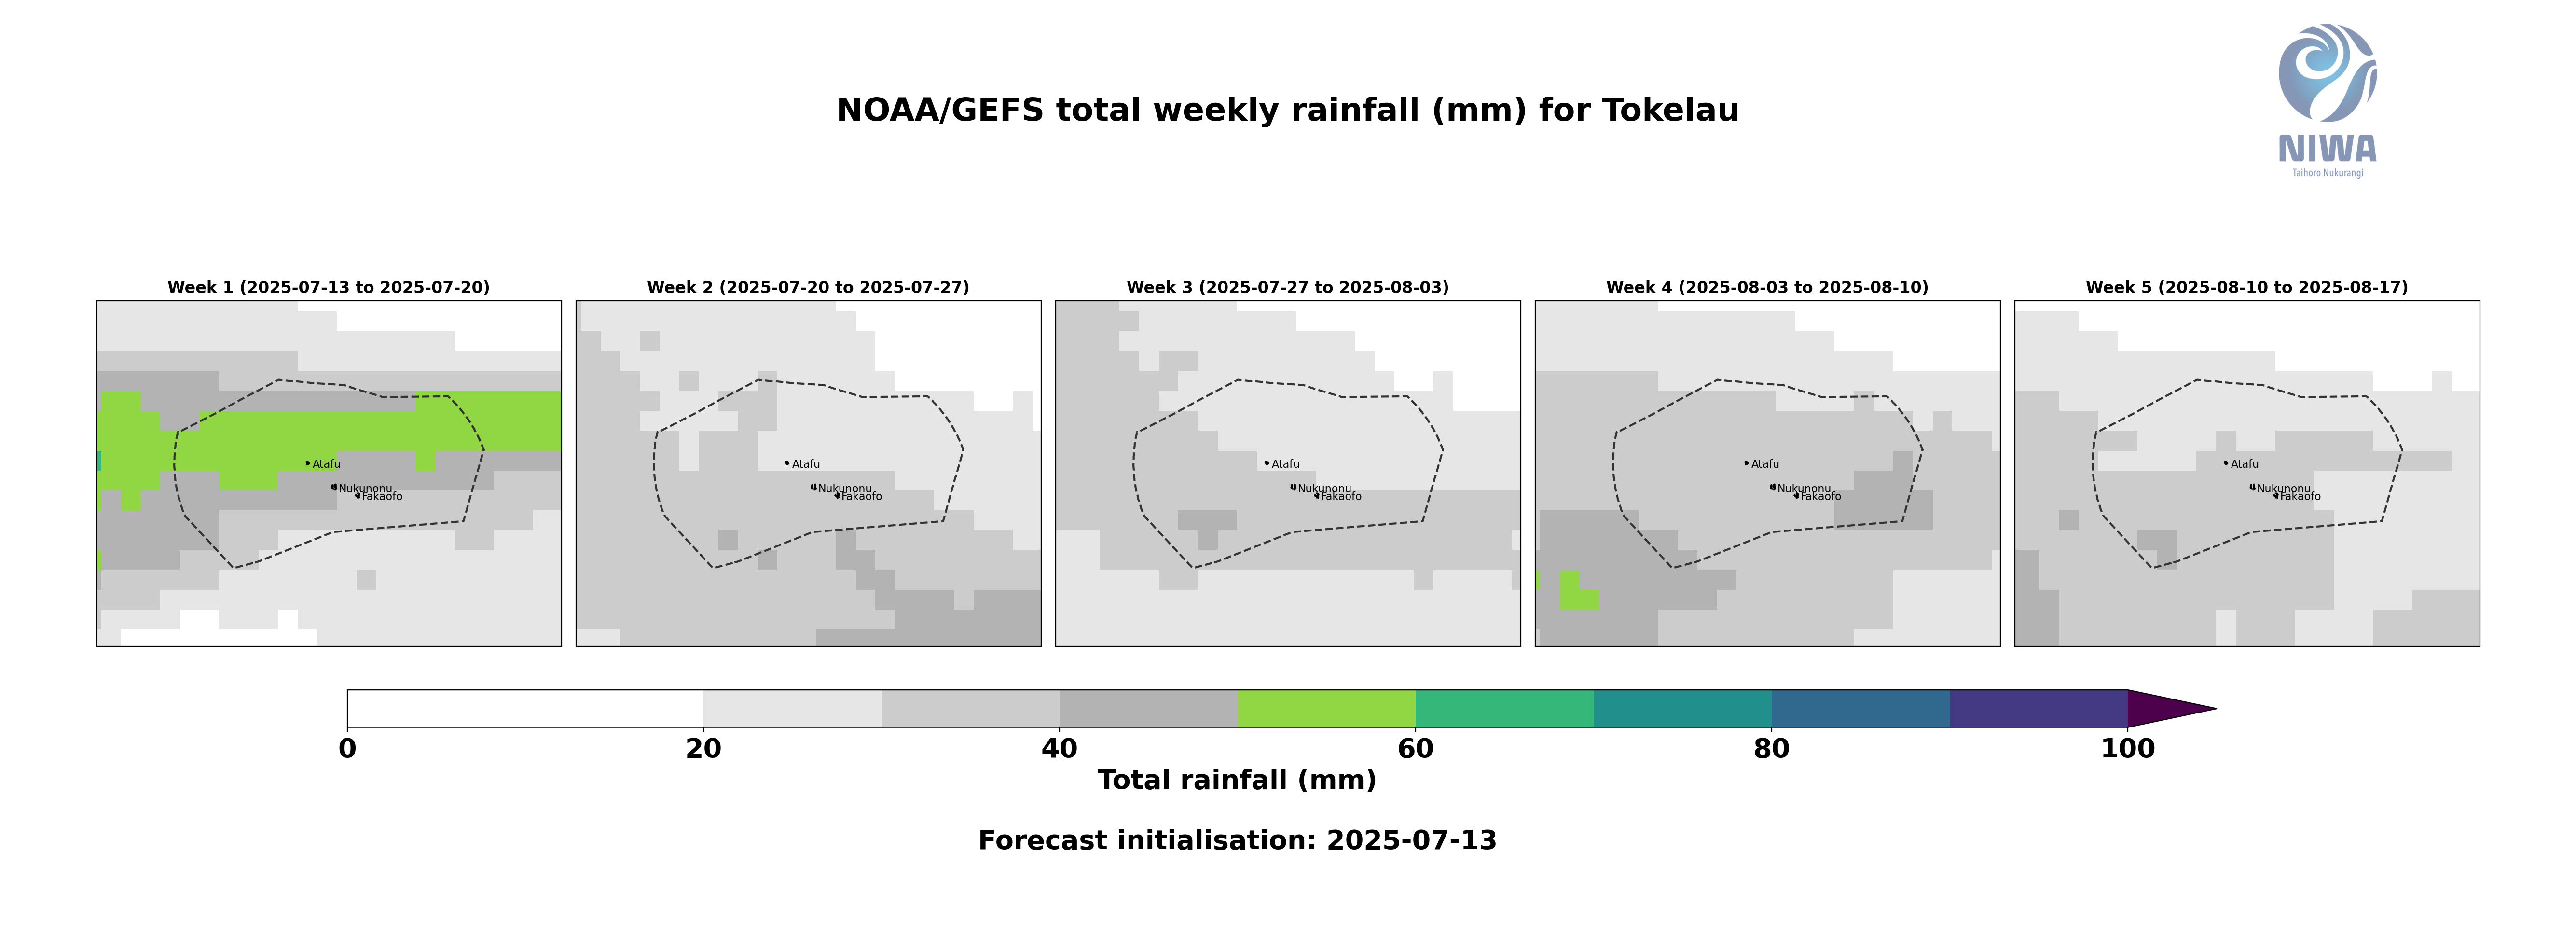 NOAA/GEFS total weekly rainfall (mm) for Tokelau
NIWA
Taihoro Nukurangi
Week 1 (2025-07-13 to 2025-07-20)
Week 2 (2025-07-20 to 2025-07-27)
Week 3 (2025-07-27 to 2025-08-03)
Week 4 (2025-08-03 to 2025-08-10)
Week 5 (2025-08-10 to 2025-08-17)
Atafu
Nukunonu
Fakaofo
Atafu
Nukunonu
Fakaofo
Atafu
Nukunonu
Fakaofo
Atafu
Nukunonu
Fakaofo
Atafu
Nukunonu
Fakaofo
0 20 40 60 80 100
Total rainfall (mm)
Forecast initialisation: 2025-07-13